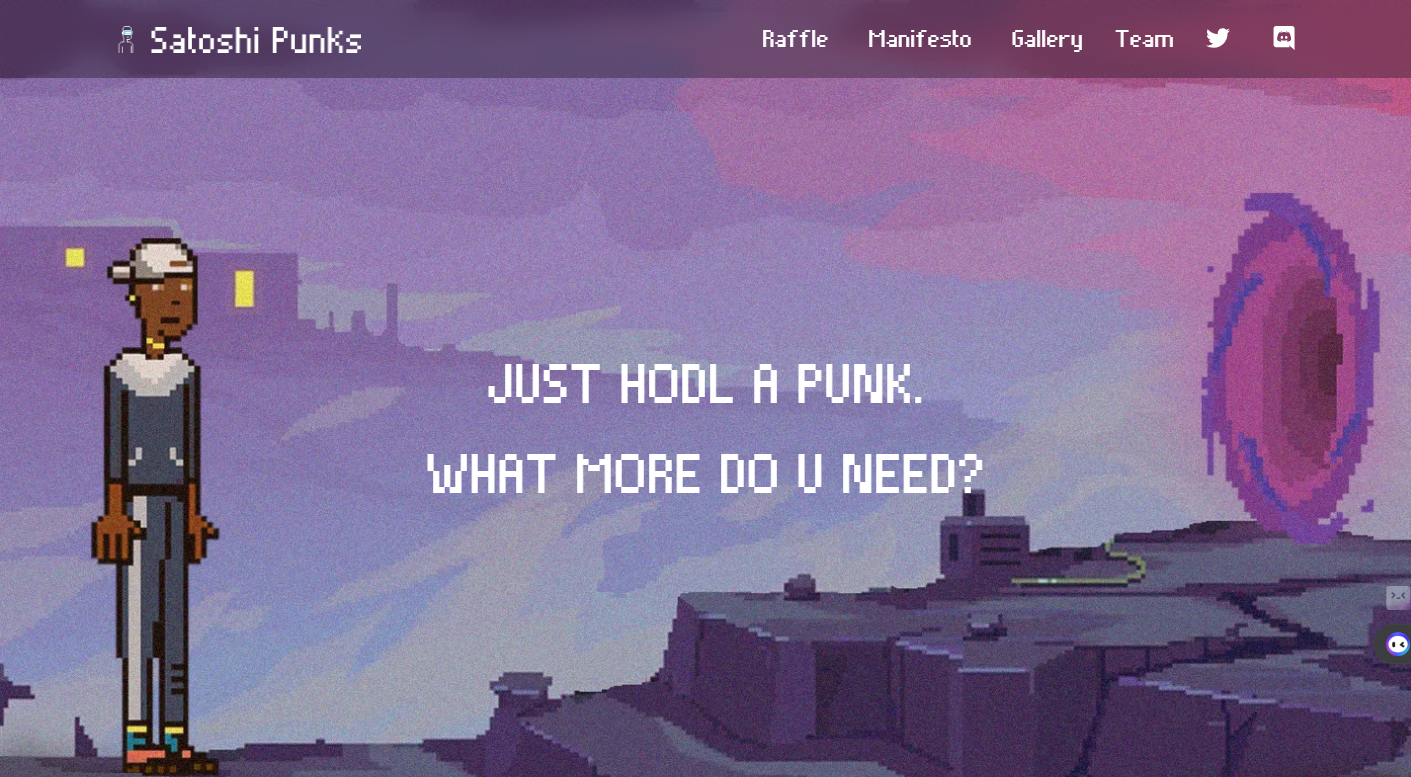 Satoshi Punks
Raffle Manifesto Gallery Team
JUST HODL A PUNK.
WHAT MORE DO U NEED?